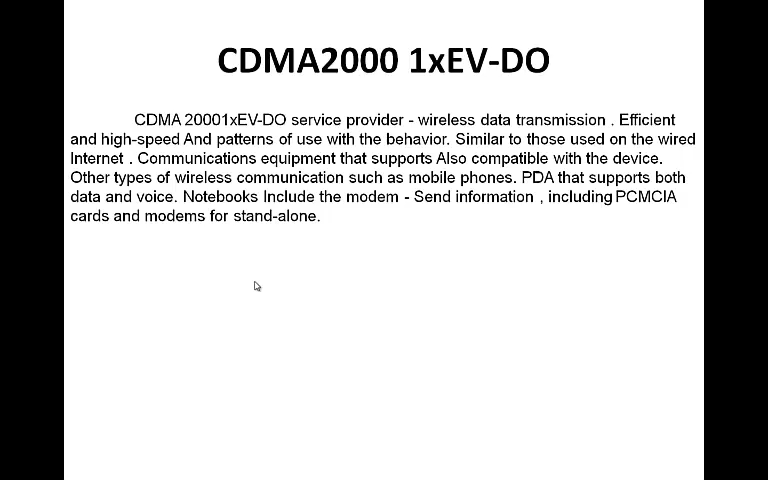 CDMA2000 1xEV-DO
CDMA 20001xEV-DO service provider - wireless data transmission . Efficient
and high-speed And patterns of use with the behavior. Similar to those used on the wired
Internet . Communications equipment that supports Also compatible with the device.
Other types of wireless communication such as mobile phones. PDA that supports both
data and voice. Notebooks Include the modem - Send information , including PCMCIA
cards and modems for stand-alone.